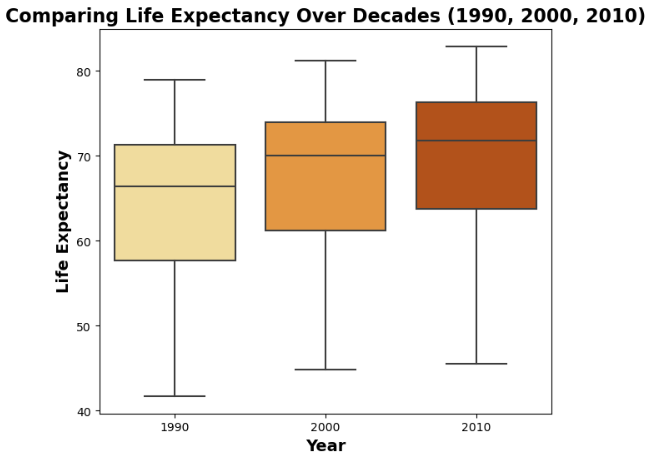 Comparing Life Expectancy Over Decades (1990, 2000, 2010)
80
70
60
50
40
Life Expectancy
1990 2000 2010
Year